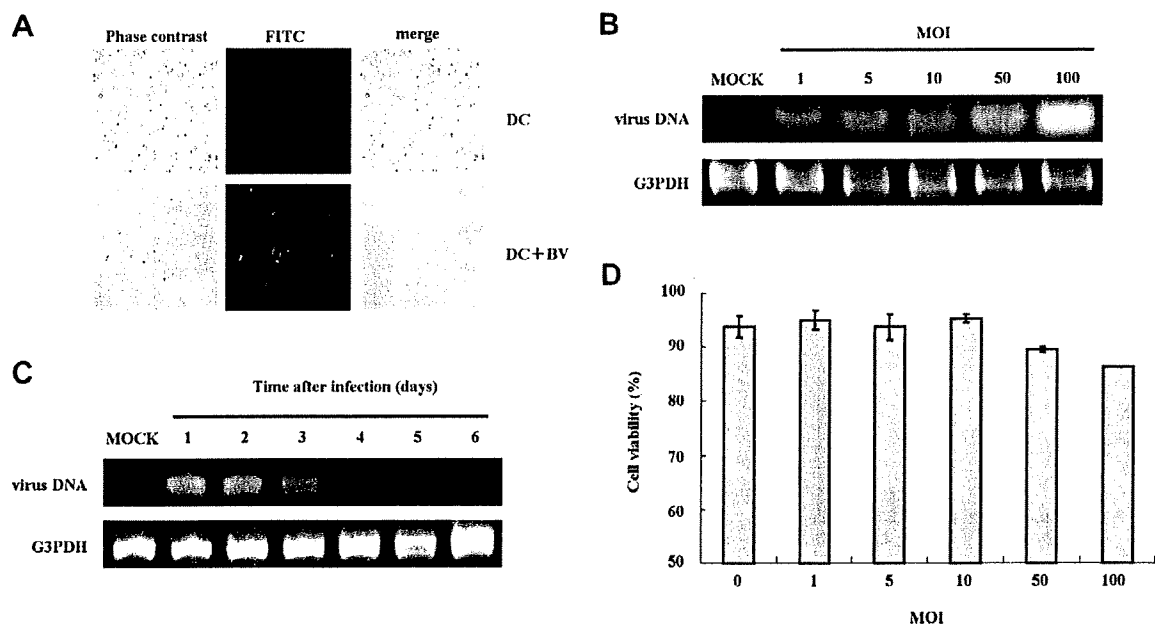 A
Phase contrast FITC merge
DC
DC+BV
B
MOI
MOCK 1 5 10 50 100
virus DNA
G3PDH
C
Time after infection (days)
MOCK 1 2 3 4 5 6
virus DNA
G3PDH
D
100
90
80
70
60
50
Cell viability (%)
0 1 5 10 50 100
MOI